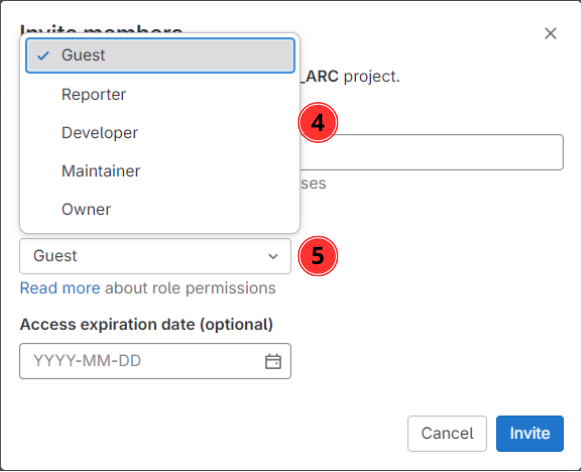 Invite members
Guest
_ARC project.
Reporter
4
Developer
Maintainer
ses
Owner
Guest
5
Read more about role permissions
Access expiration date (optional)
YYYY-MM-DD
Cancel
Invite